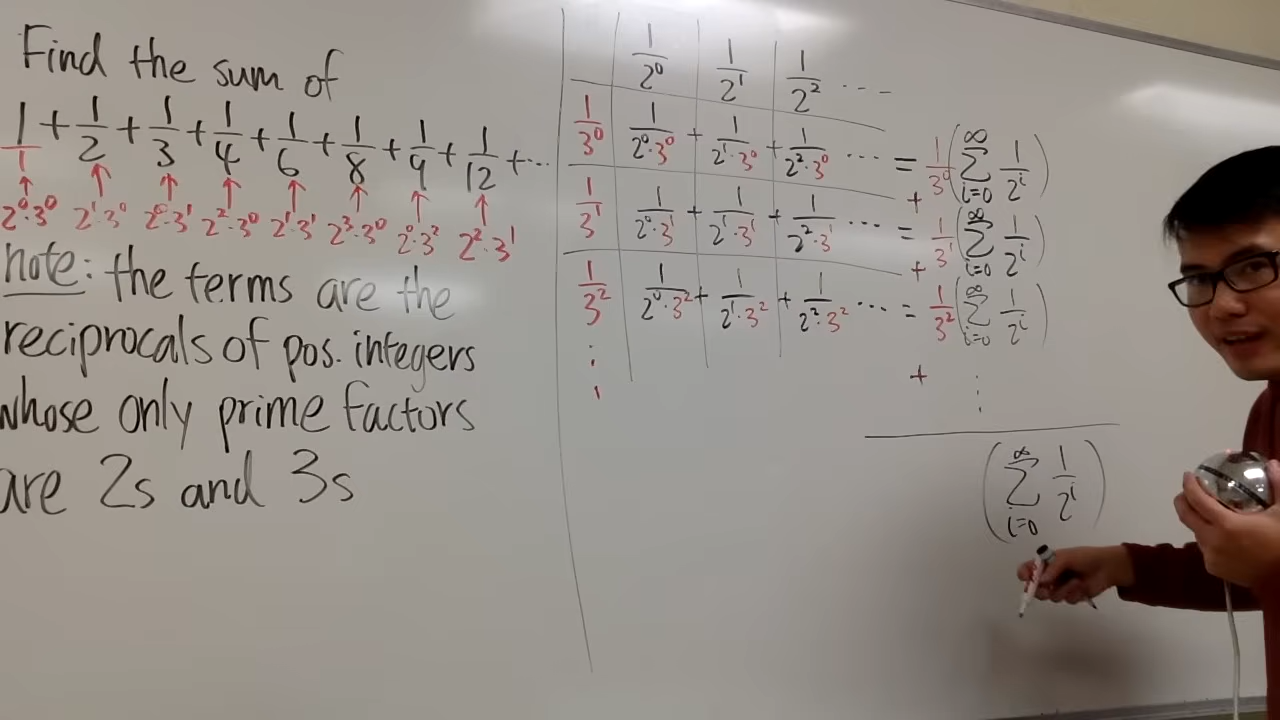 Find the sum of
1/1 + 1/2 + 1/3 + 1/4 + 1/6 + 1/8 + 1/9 + 1/12 + ...
↑ ↑ ↑ ↑ ↑ ↑ ↑ ↑
2⁰·3⁰ 2¹·3⁰ 2⁰·3¹ 2²·3⁰ 2¹·3¹ 2³·3⁰ 2⁰·3² 2²·3¹
note: the terms are the
reciprocals of pos. integers
whose only prime factors
are 2s and 3s
1/2⁰ 1/2¹ 1/2² ...
1/3⁰ 1/(2⁰·3⁰) + 1/(2¹·3⁰) + 1/(2²·3⁰) ... = 1/3⁰ (∑_{i=0}^{∞} 1/2ⁱ)
+
1/3¹ 1/(2⁰·3¹) + 1/(2¹·3¹) + 1/(2²·3¹) ... = 1/3¹ (∑_{i=0}^{∞} 1/2ⁱ)
+
1/3² 1/(2⁰·3²) + 1/(2¹·3²) + 1/(2²·3²) ... = 1/3² (∑_{i=0}^{∞} 1/2ⁱ)
⋮ + ⋮
(∑_{i=0}^{∞} 1/2ⁱ)